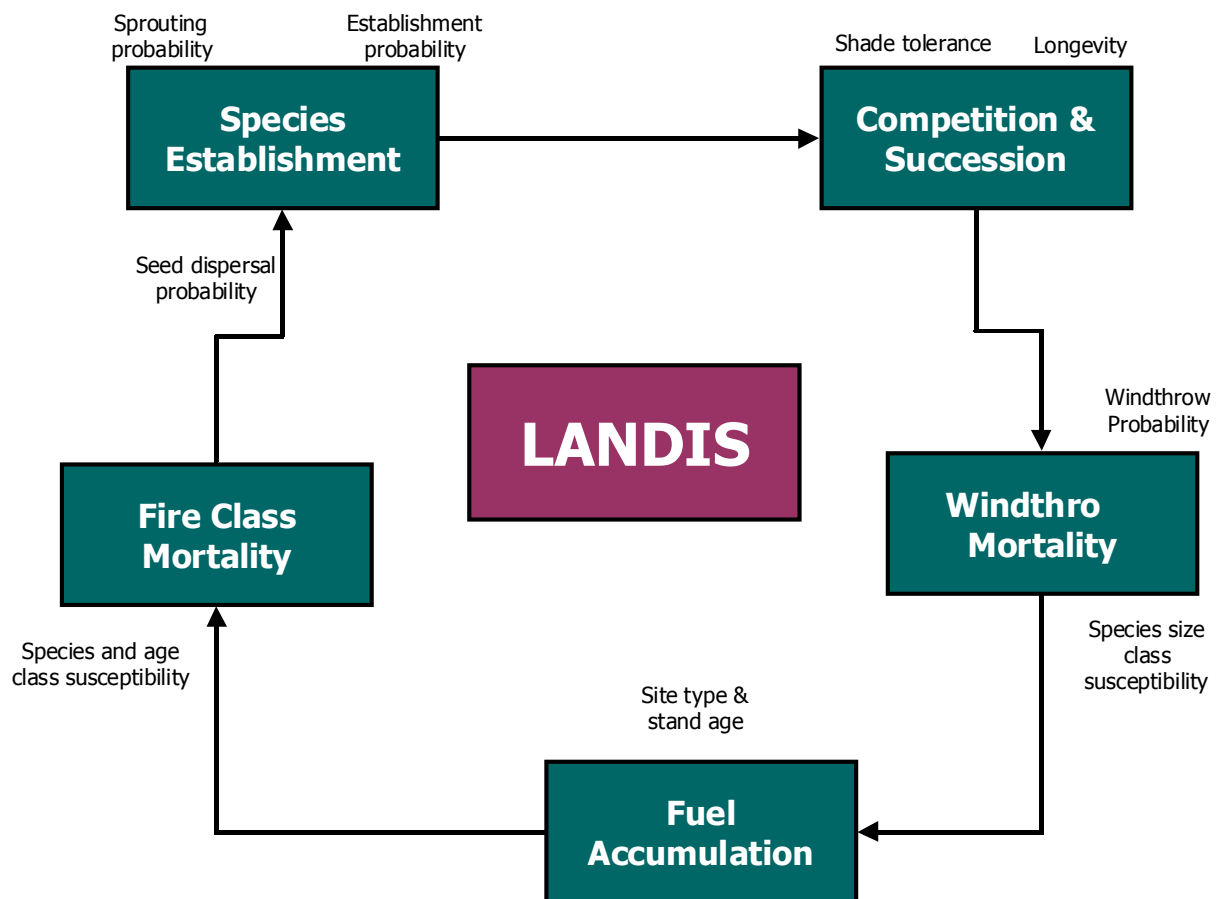 Sprouting
probability
Establishment
probability
Shade tolerance
Longevity
Species
Establishment
Competition &
Succession
Seed dispersal
probability
LANDIS
Windthrow
Probability
Fire Class
Mortality
Windthro
Mortality
Species and age
class susceptibility
Species size
class
susceptibility
Site type &
stand age
Fuel
Accumulation